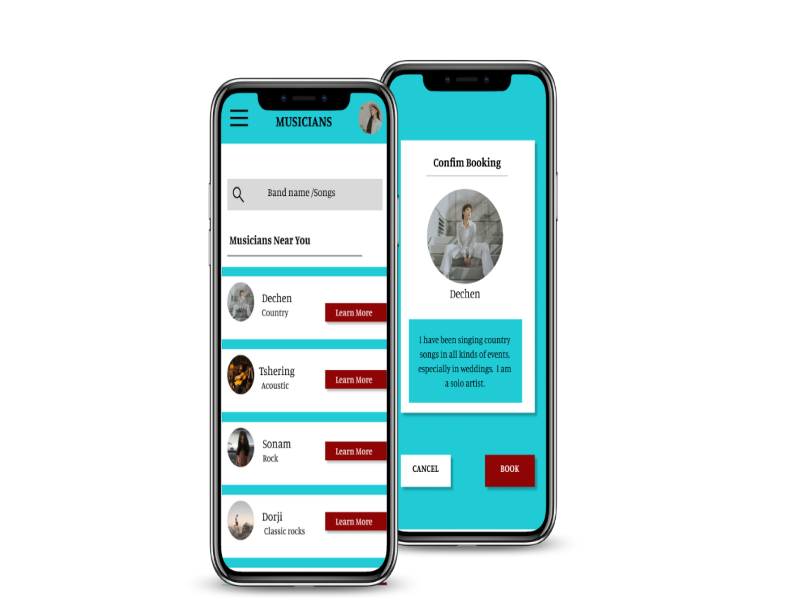 MUSICIANS
Band name /Songs
Musicians Near You
Dechen
Country
Learn More
Tshering
Acoustic
Learn More
Sonam
Rock
Learn More
Dorji
Classic rocks
Learn More
Confim Booking
Dechen
I have been singing country
songs in all kinds of events,
especially in weddings. I am
a solo artist.
CANCEL
BOOK